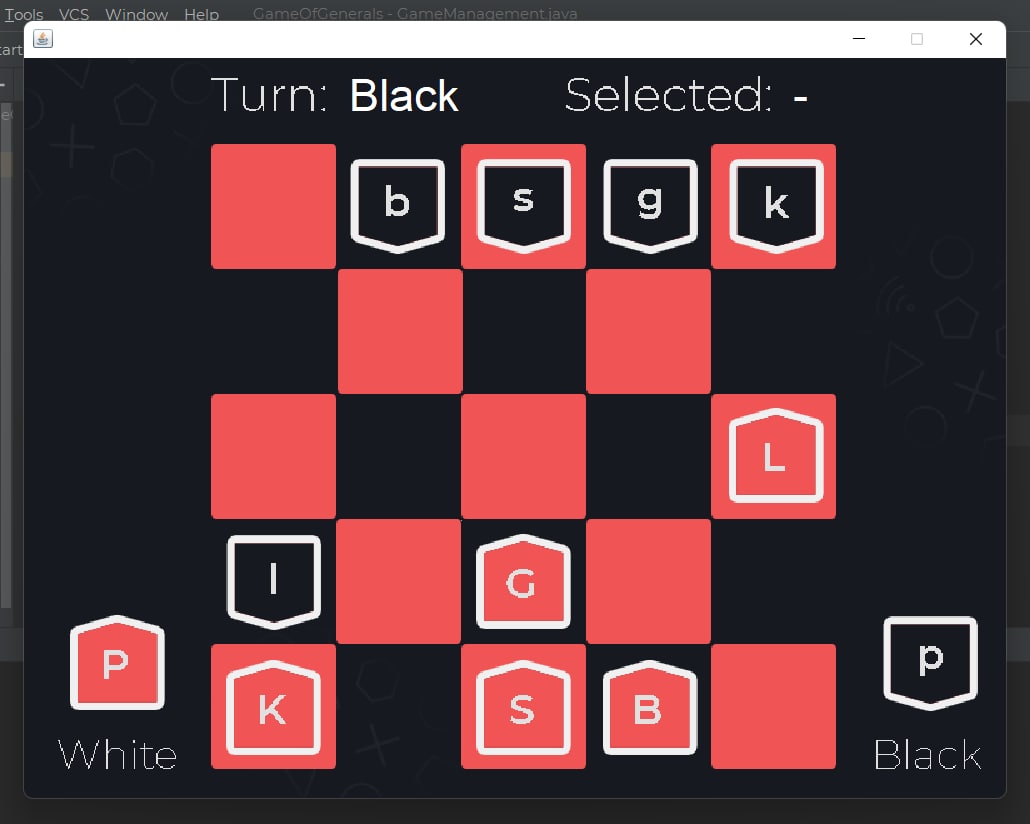 Tools VCS Window Help GameOfGenerals - GameManagement.java
Turn: Black Selected: -
b s g k
L
l G
P p
K S B
White Black